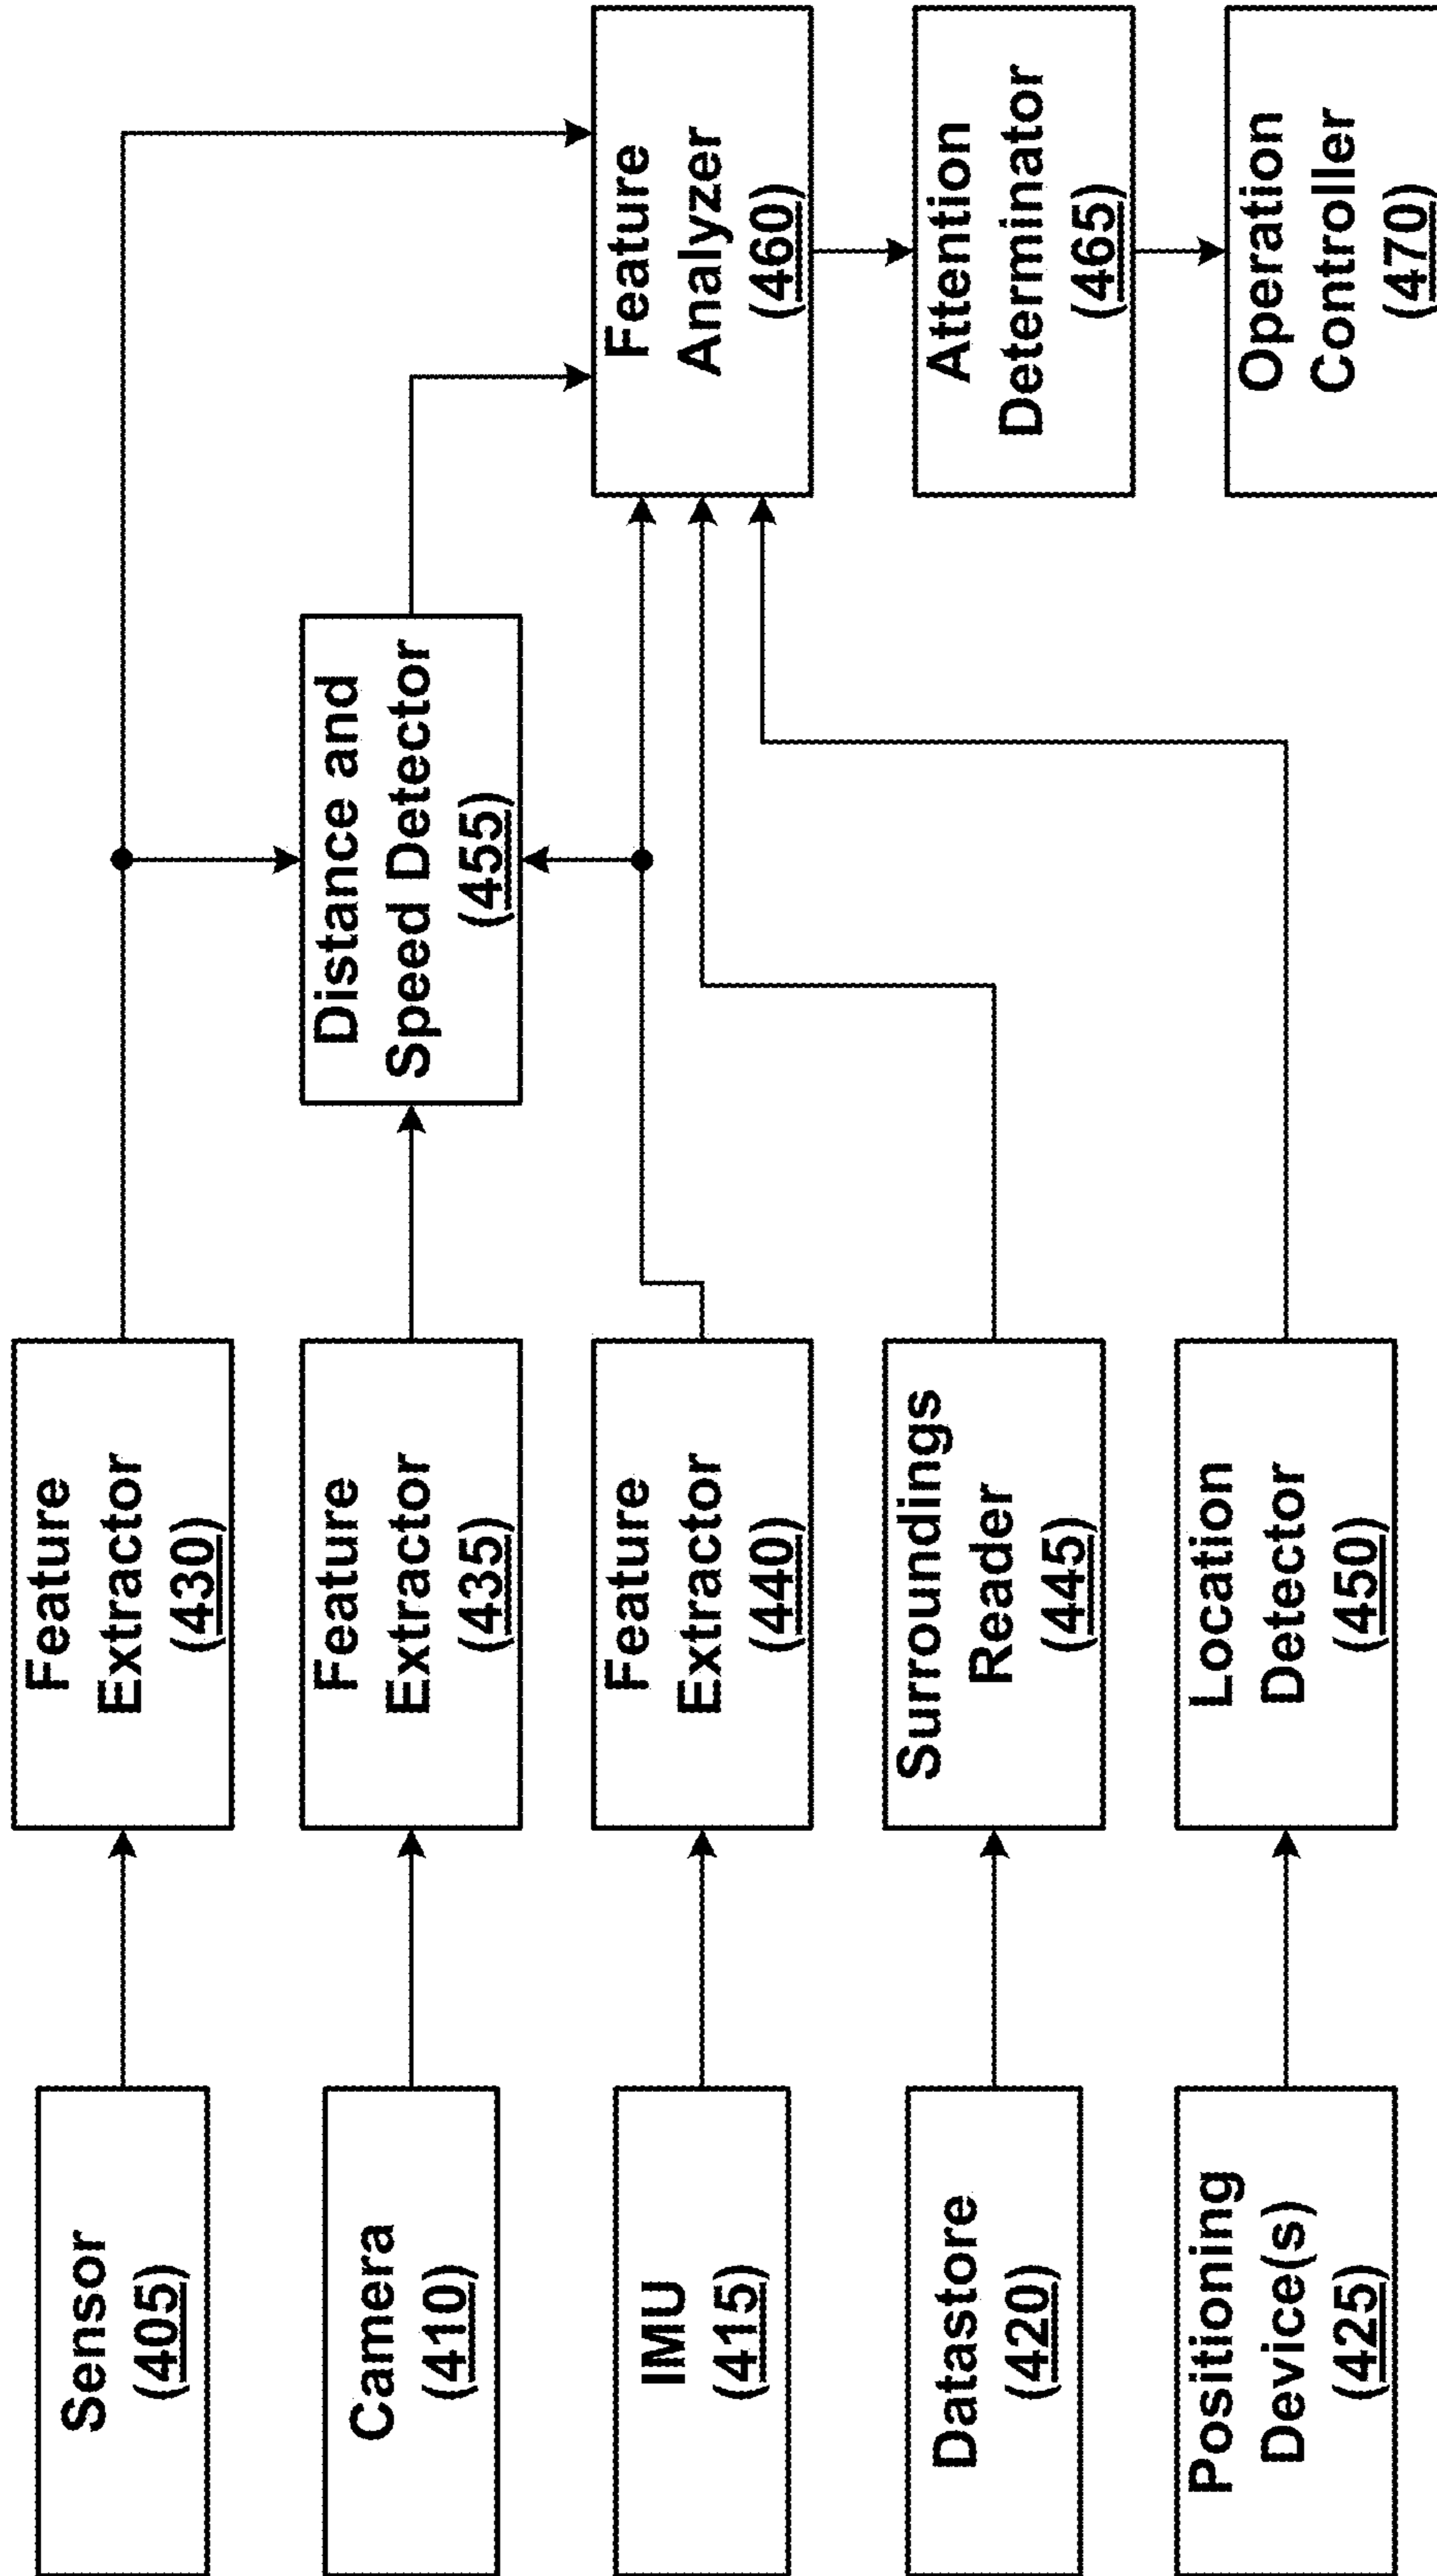 Sensor
(405)
Camera
(410)
IMU
(415)
Datastore
(420)
Positioning
Device(s)
(425)
Feature
Extractor
(430)
Feature
Extractor
(435)
Feature
Extractor
(440)
Surroundings
Reader
(445)
Location
Detector
(450)
Distance and
Speed Detector
(455)
Feature
Analyzer
(460)
Attention
Determinator
(465)
Operation
Controller
(470)